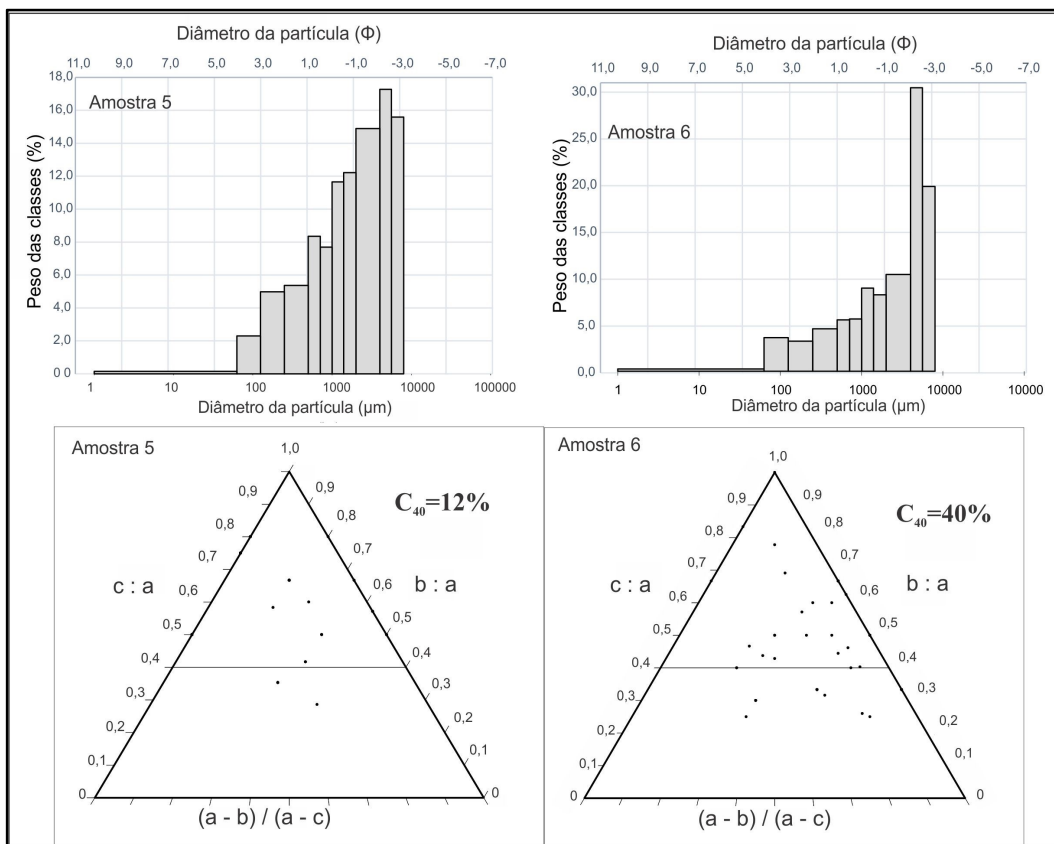 Diâmetro da partícula (Φ)
11,0 9,0 7,0 5,0 3,0 1,0 -1,0 -3,0 -5,0 -7,0
Amostra 5
Peso das classes (%)
18,0
16,0
14,0
12,0
10,0
8,0
6,0
4,0
2,0
0 0
1 10 100 1000 10000 100000
Diâmetro da partícula (µm)
Diâmetro da partícula (Φ)
11,0 9,0 7,0 5,0 3,0 1,0 -1,0 -3,0 -5,0 -7,0
Amostra 6
Peso das classes (%)
30,0
25,0
20,0
15,0
10,0
5,0
0,0
1 10 100 1000 10000 10000
Diâmetro da partícula (µm)
Amostra 5
1,0
C₄₀=12%
c : a
b : a
0,9 0,9
0,8 0,8
0,7 0,7
0,6 0,6
0,5 0,5
0,4 0,4
0,3 0,3
0,2 0,2
0,1 0,1
0 0
(a - b) / (a - c)
Amostra 6
1,0
C₄₀=40%
c : a
b : a
0,9 0,9
0,8 0,8
0,7 0,7
0,6 0,6
0,5 0,5
0,4 0,4
0,3 0,3
0,2 0,2
0,1 0,1
0 0
(a - b) / (a - c)